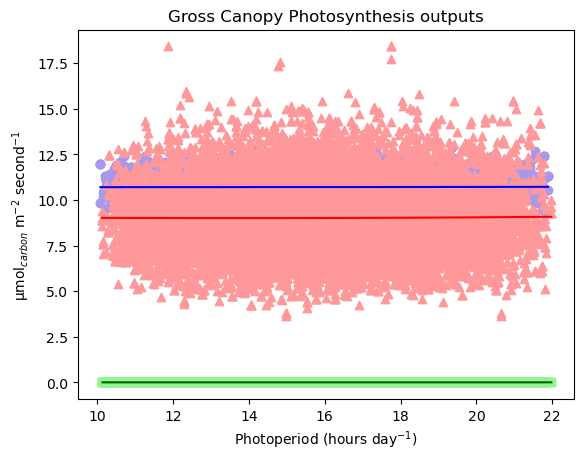 Gross Canopy Photosynthesis outputs
17.5
15.0
12.5
10.0
7.5
5.0
2.5
0.0
μmol_carbon m⁻² second⁻¹
10 12 14 16 18 20 22
Photoperiod (hours day⁻¹)